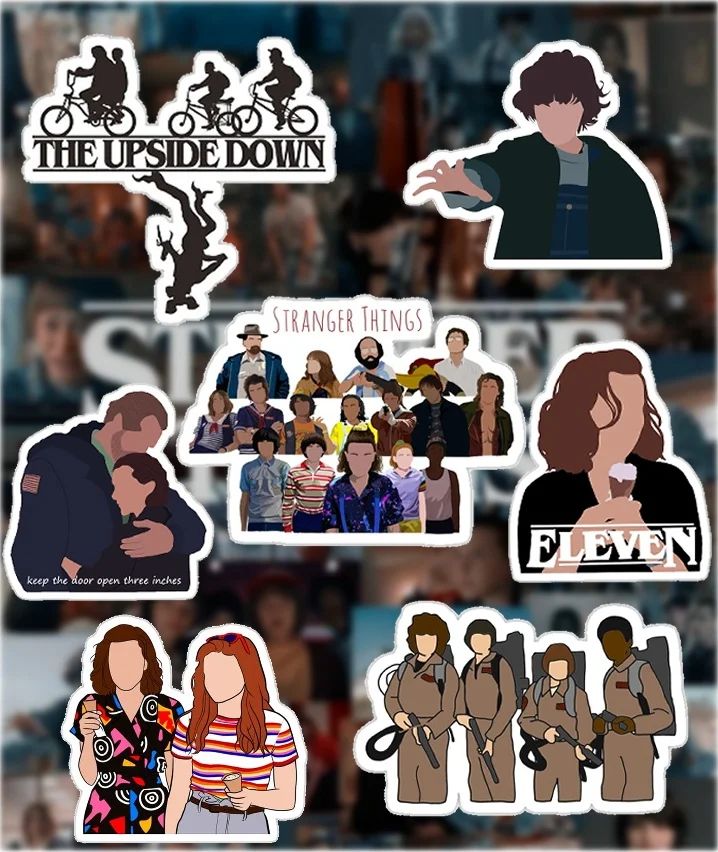 THE UPSIDE DOWN
STRANGER THINGS
ELEVEN
keep the door open three inches